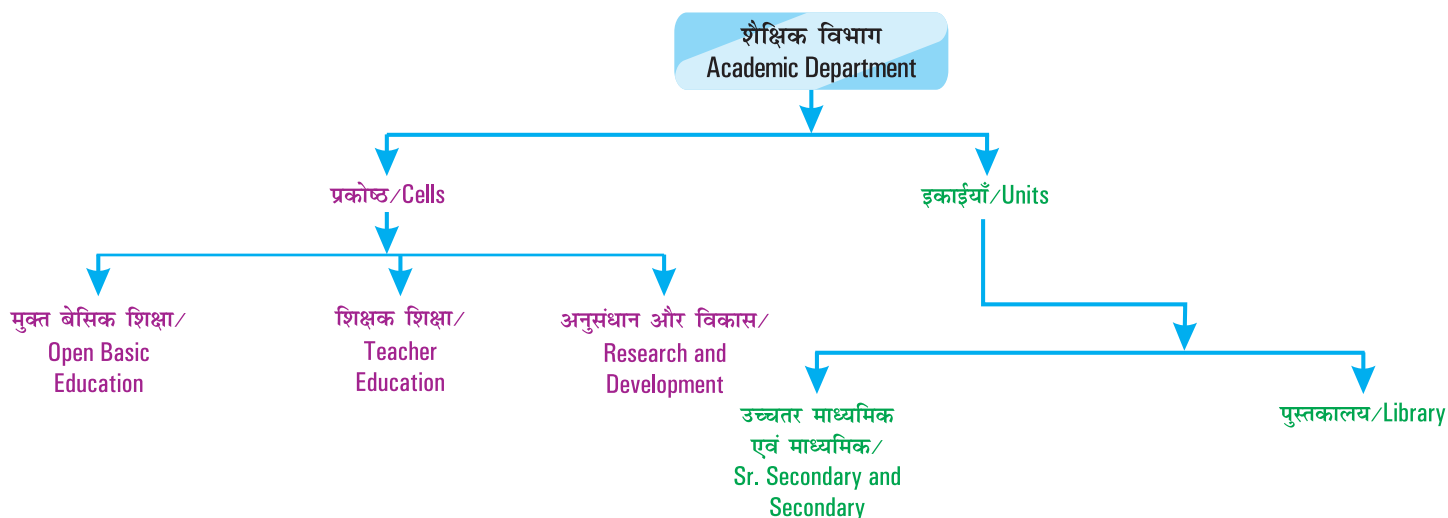 शैक्षिक विभाग
Academic Department
प्रकोष्ठ/Cells
इकाईयाँ/Units
मुक्त बेसिक शिक्षा/
Open Basic
Education
शिक्षक शिक्षा/
Teacher
Education
अनुसंधान और विकास/
Research and
Development
उच्चतर माध्यमिक
एवं माध्यमिक/
Sr. Secondary and
Secondary
पुस्तकालय/Library